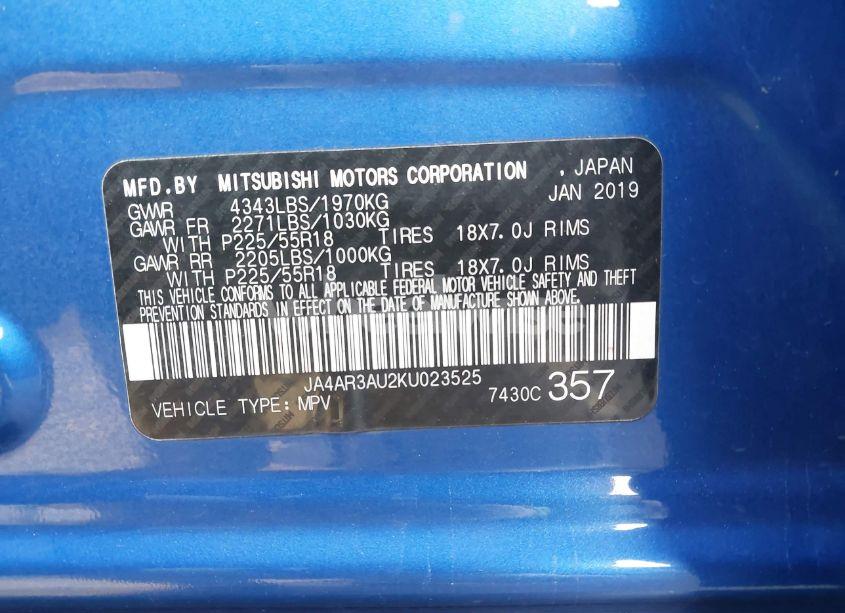 MFD.BY MITSUBISHI MOTORS CORPORATION , JAPAN
GVWR 4343LBS/1970KG JAN 2019
GAWR FR 2271LBS/1030KG
WITH P225/55R18 TIRES 18X7.0J RIMS
GAWR RR 2205LBS/1000KG
WITH P225/55R18 TIRES 18X7.0J RIMS
THIS VEHICLE CONFORMS TO ALL APPLICABLE FEDERAL MOTOR VEHICLE SAFETY AND THEFT
PREVENTION STANDARDS IN EFFECT ON THE DATE OF MANUFACTURE SHOWN ABOVE.
JA4AR3AU2KU023525
VEHICLE TYPE: MPV 7430C 357